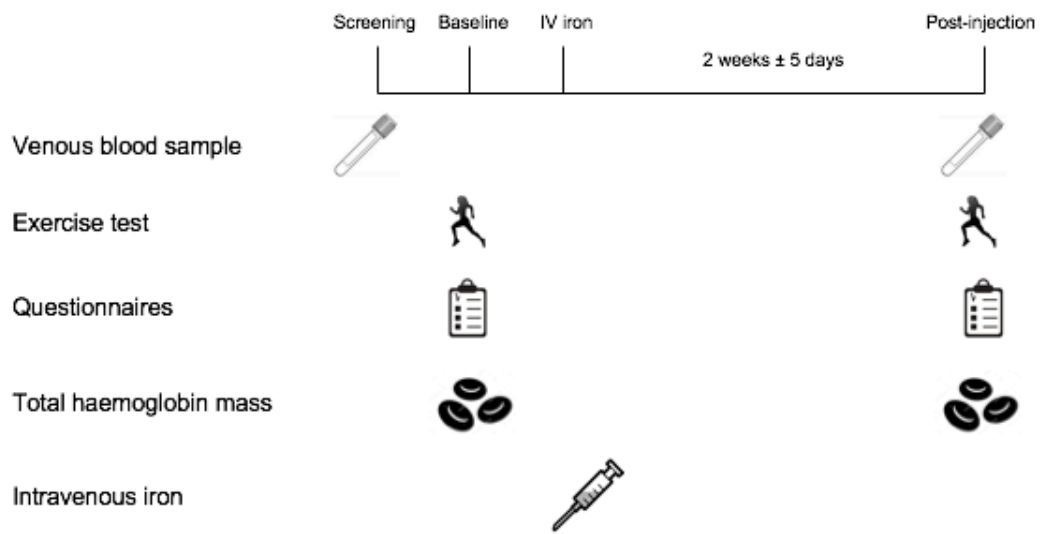 Screening Baseline IV iron Post-injection
2 weeks ± 5 days
Venous blood sample
Exercise test
Questionnaires
Total haemoglobin mass
Intravenous iron